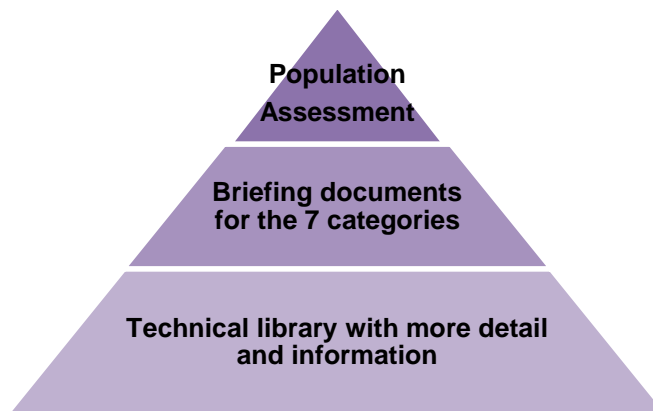 Population
Assessment
Briefing documents
for the 7 categories
Technical library with more detail
and information